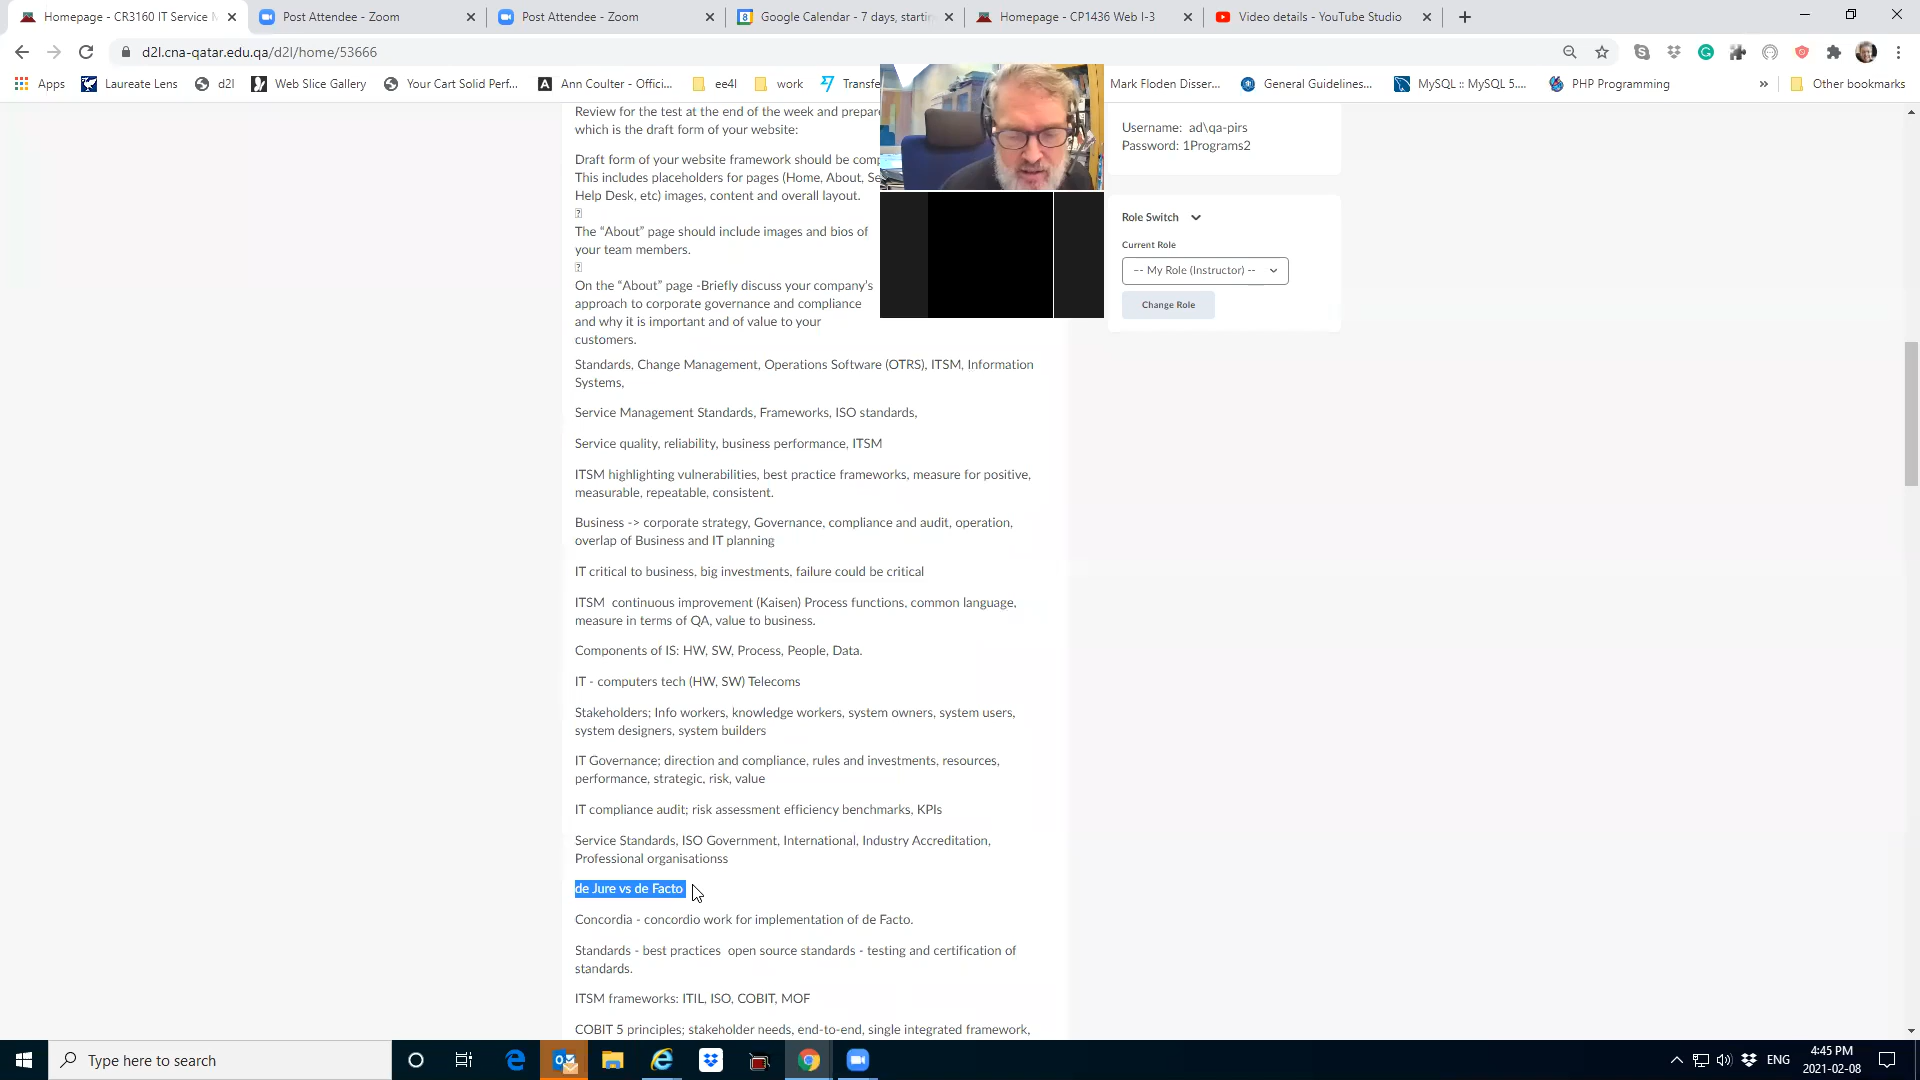 Homepage - CR3160 IT Service M
Post Attendee - Zoom
Post Attendee - Zoom
Google Calendar - 7 days, startin
Homepage - CP1436 Web I-3
Video details - YouTube Studio
d2l.cna-qatar.edu.qa/d2l/home/53666
Apps
Laureate Lens
d2l
Web Slice Gallery
Your Cart Solid Perf...
Ann Coulter - Offici...
ee4l
work
Transfe
Mark Floden Disser...
General Guidelines...
MySQL :: MySQL 5....
PHP Programming
»
Other bookmarks
Review for the test at the end of the week and prepare
which is the draft form of your website:
Draft form of your website framework should be comp
This includes placeholders for pages (Home, About, Se
Help Desk, etc) images, content and overall layout.
The “About” page should include images and bios of
your team members.
On the “About” page -Briefly discuss your company’s
approach to corporate governance and compliance
and why it is important and of value to your
customers.
Standards, Change Management, Operations Software (OTRS), ITSM, Information
Systems,
Service Management Standards, Frameworks, ISO standards,
Service quality, reliability, business performance, ITSM
ITSM highlighting vulnerabilities, best practice frameworks, measure for positive,
measurable, repeatable, consistent.
Business -> corporate strategy, Governance, compliance and audit, operation,
overlap of Business and IT planning
IT critical to business, big investments, failure could be critical
ITSM  continuous improvement (Kaisen) Process functions, common language,
measure in terms of QA, value to business.
Components of IS: HW, SW, Process, People, Data.
IT - computers tech (HW, SW) Telecoms
Stakeholders; Info workers, knowledge workers, system owners, system users,
system designers, system builders
IT Governance; direction and compliance, rules and investments, resources,
performance, strategic, risk, value
IT compliance audit; risk assessment efficiency benchmarks, KPIs
Service Standards, ISO Government, International, Industry Accreditation,
Professional organisationss
de Jure vs de Facto
Concordia - concordio work for implementation of de Facto.
Standards - best practices  open source standards - testing and certification of
standards.
ITSM frameworks: ITIL, ISO, COBIT, MOF
COBIT 5 principles; stakeholder needs, end-to-end, single integrated framework,
Username:  ad\qa-pirs
Password: 1Programs2
Role Switch
Current Role
-- My Role (Instructor) --
Change Role
Type here to search
ENG
4:45 PM
2021-02-08